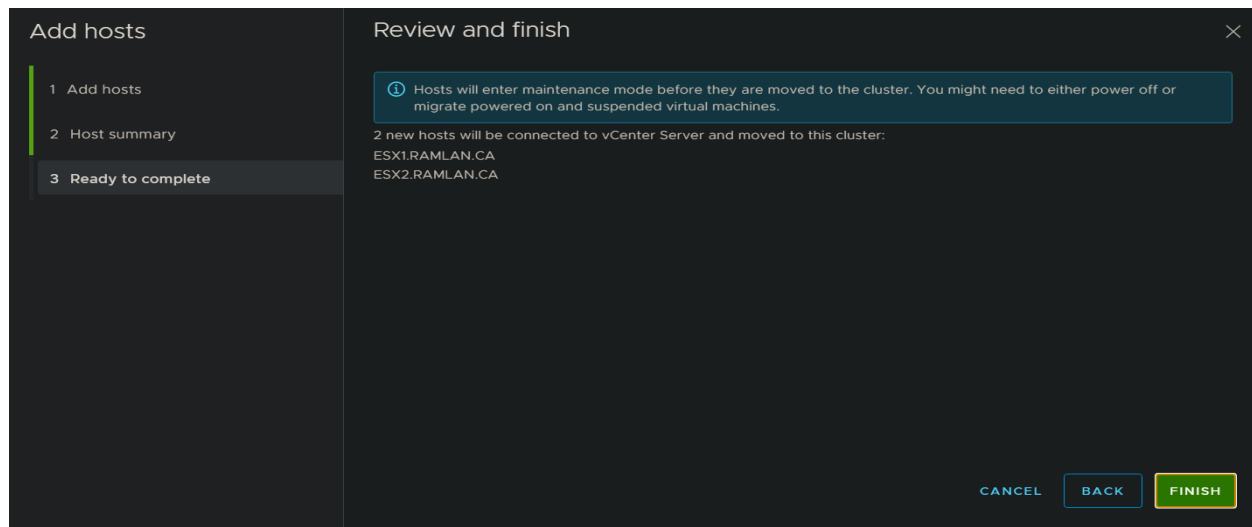 Add hosts
1 Add hosts
2 Host summary
3 Ready to complete
Review and finish
Hosts will enter maintenance mode before they are moved to the cluster. You might need to either power off or
migrate powered on and suspended virtual machines.
2 new hosts will be connected to vCenter Server and moved to this cluster:
ESX1.RAMLAN.CA
ESX2.RAMLAN.CA
CANCEL
BACK
FINISH